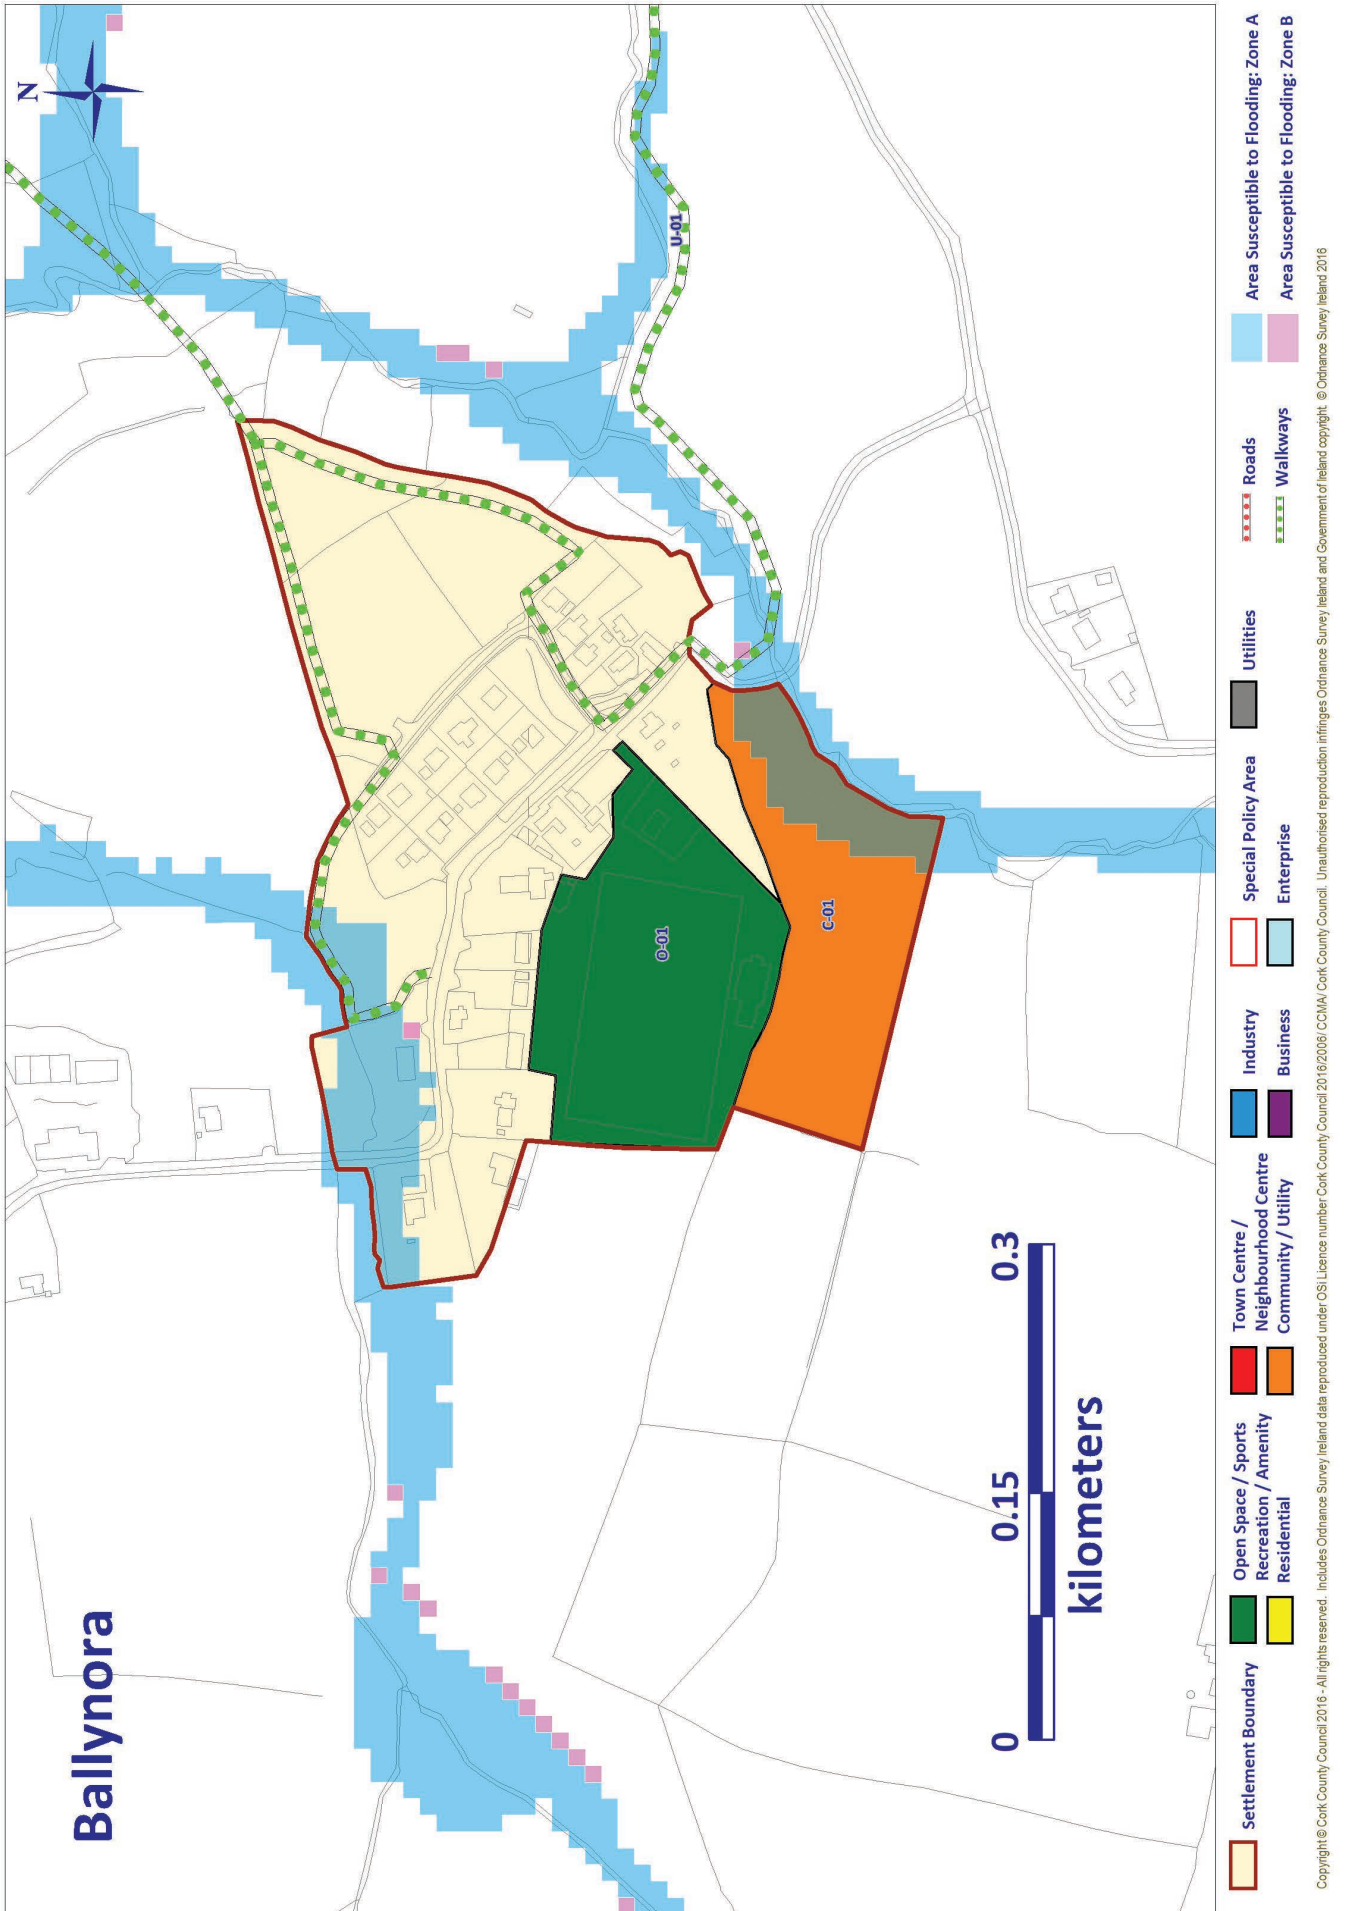 Ballynora
N
U-01
O-01
C-01
0 0.15 0.3
kilometers
Settlement Boundary
Open Space / Sports
Recreation / Amenity
Residential
Town Centre /
Neighbourhood Centre
Community / Utility
Industry
Business
Special Policy Area
Enterprise
Utilities
Roads
Walkways
Area Susceptible to Flooding: Zone A
Area Susceptible to Flooding: Zone B
Copyright © Cork County Council 2016 - All rights reserved. Includes Ordnance Survey Ireland data reproduced under OSi Licence number Cork County Council 2016/2006/ CCMA/ Cork County Council. Unauthorised reproduction infringes Ordnance Survey Ireland and Government of Ireland copyright. © Ordnance Survey Ireland 2016